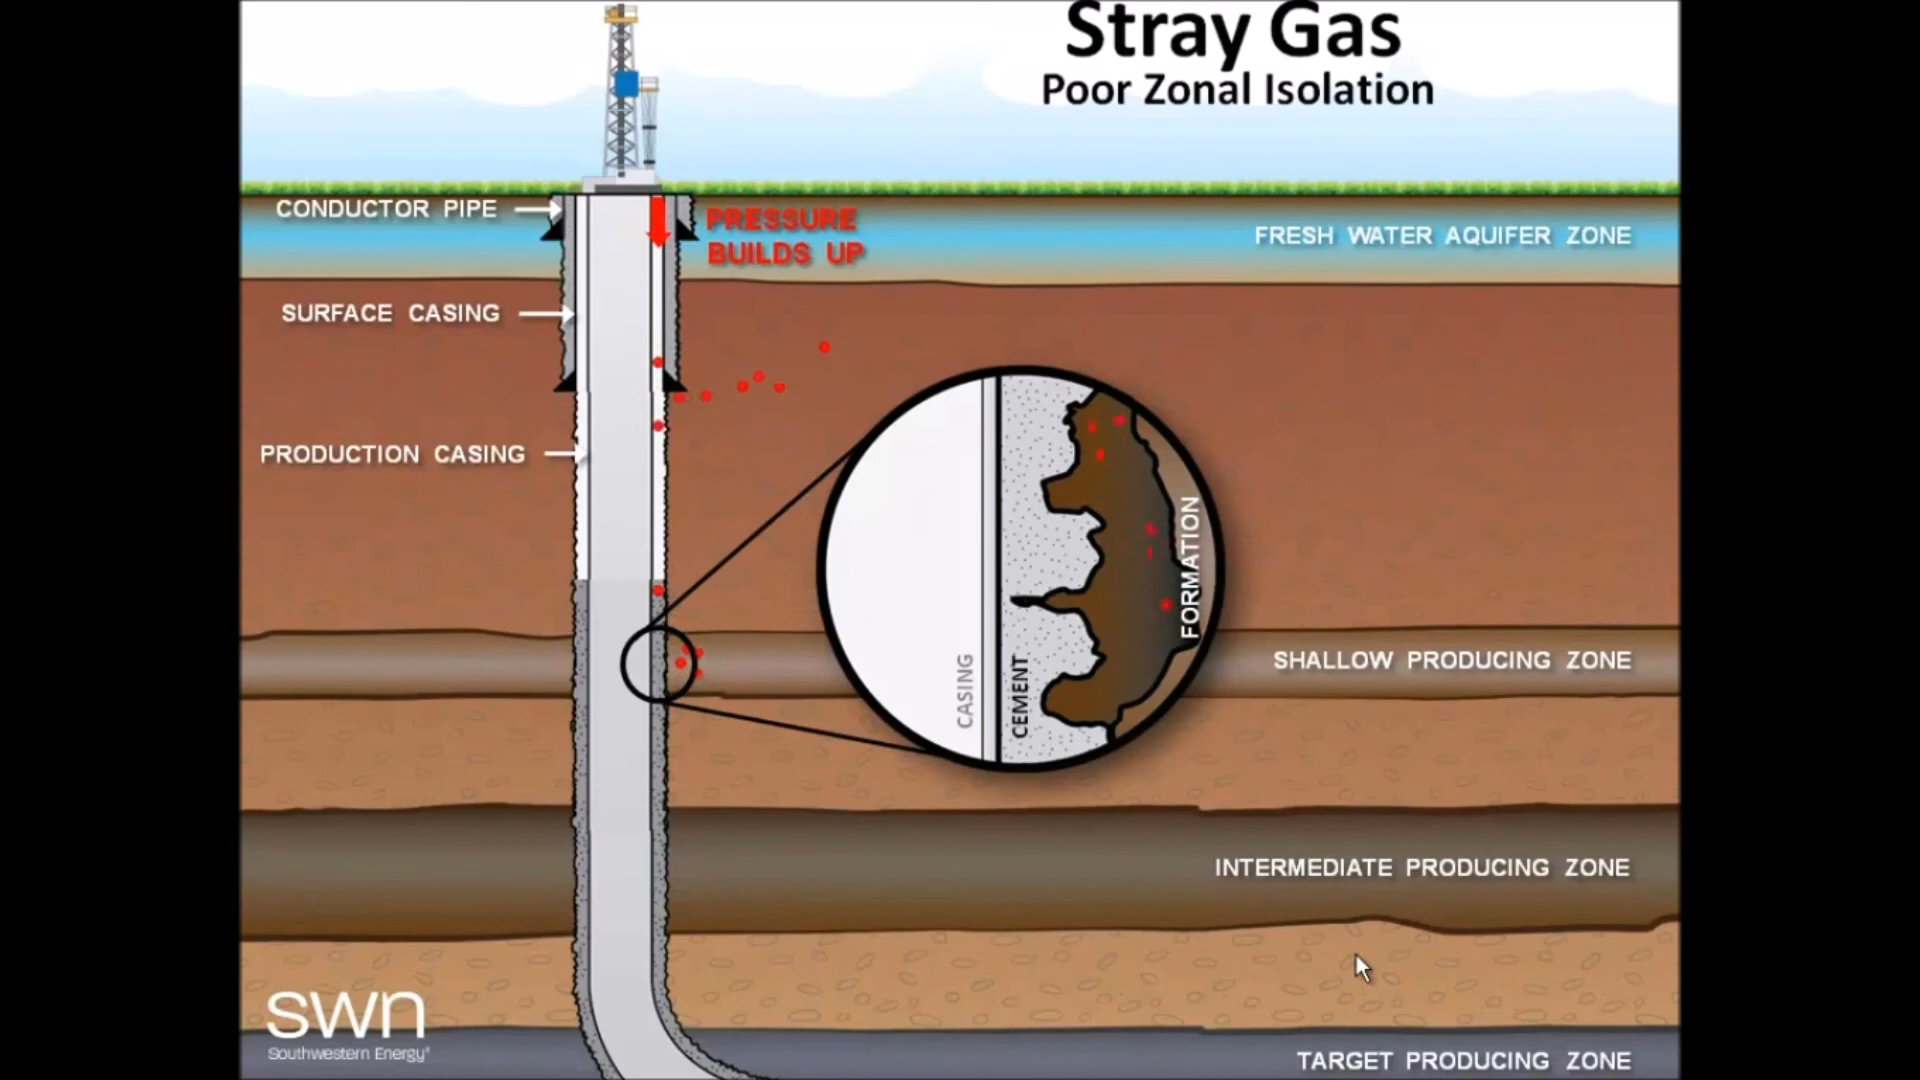 Stray Gas
Poor Zonal Isolation
CONDUCTOR PIPE
PRESSURE
BUILDS UP
FRESH WATER AQUIFER ZONE
SURFACE CASING
PRODUCTION CASING
FORMATION
CASING
CEMENT
SHALLOW PRODUCING ZONE
INTERMEDIATE PRODUCING ZONE
swn
Southwestern Energy®
TARGET PRODUCING ZONE